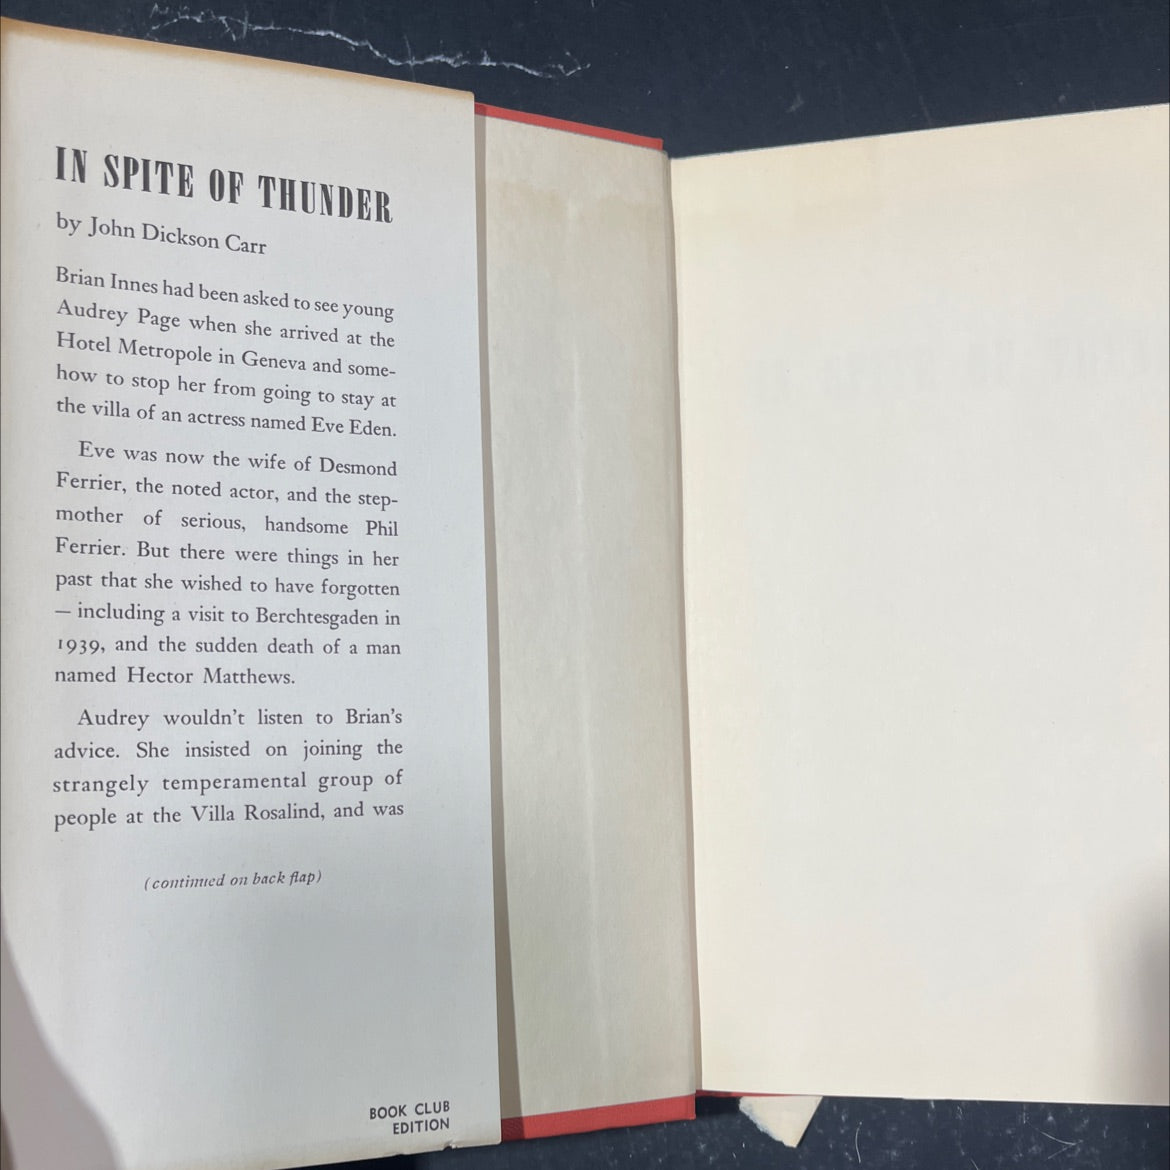 IN SPITE OF THUNDER
by John Dickson Carr
Brian Innes had been asked to see young
Audrey Page when she arrived at the
Hotel Metropole in Geneva and some-
how to stop her from going to stay at
the villa of an actress named Eve Eden.
Eve was now the wife of Desmond
Ferrier, the noted actor, and the step-
mother of serious, handsome Phil
Ferrier. But there were things in her
past that she wished to have forgotten
— including a visit to Berchtesgaden in
1939, and the sudden death of a man
named Hector Matthews.
Audrey wouldn't listen to Brian's
advice. She insisted on joining the
strangely temperamental group of
people at the Villa Rosalind, and was
(continued on back flap)
BOOK CLUB
EDITION